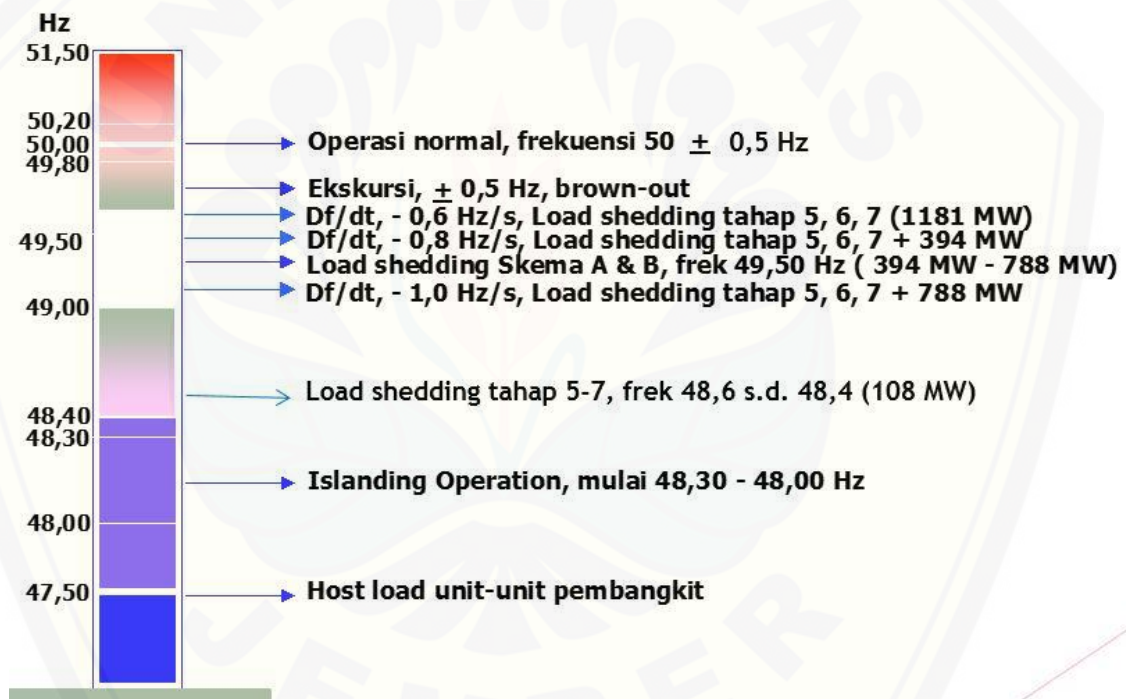 Hz
51,50
50,20
50,00
49,80
49,50
49,00
48,40
48,30
48,00
47,50
Operasi normal, frekuensi 50 ± 0,5 Hz
Ekskursi, ± 0,5 Hz, brown-out
Df/dt, - 0,6 Hz/s, Load shedding tahap 5, 6, 7 (1181 MW)
Df/dt, - 0,8 Hz/s, Load shedding tahap 5, 6, 7 + 394 MW
Load shedding Skema A & B, frek 49,50 Hz ( 394 MW - 788 MW)
Df/dt, - 1,0 Hz/s, Load shedding tahap 5, 6, 7 + 788 MW
Load shedding tahap 5-7, frek 48,6 s.d. 48,4 (108 MW)
Islanding Operation, mulai 48,30 - 48,00 Hz
Host load unit-unit pembangkit
JEMBER